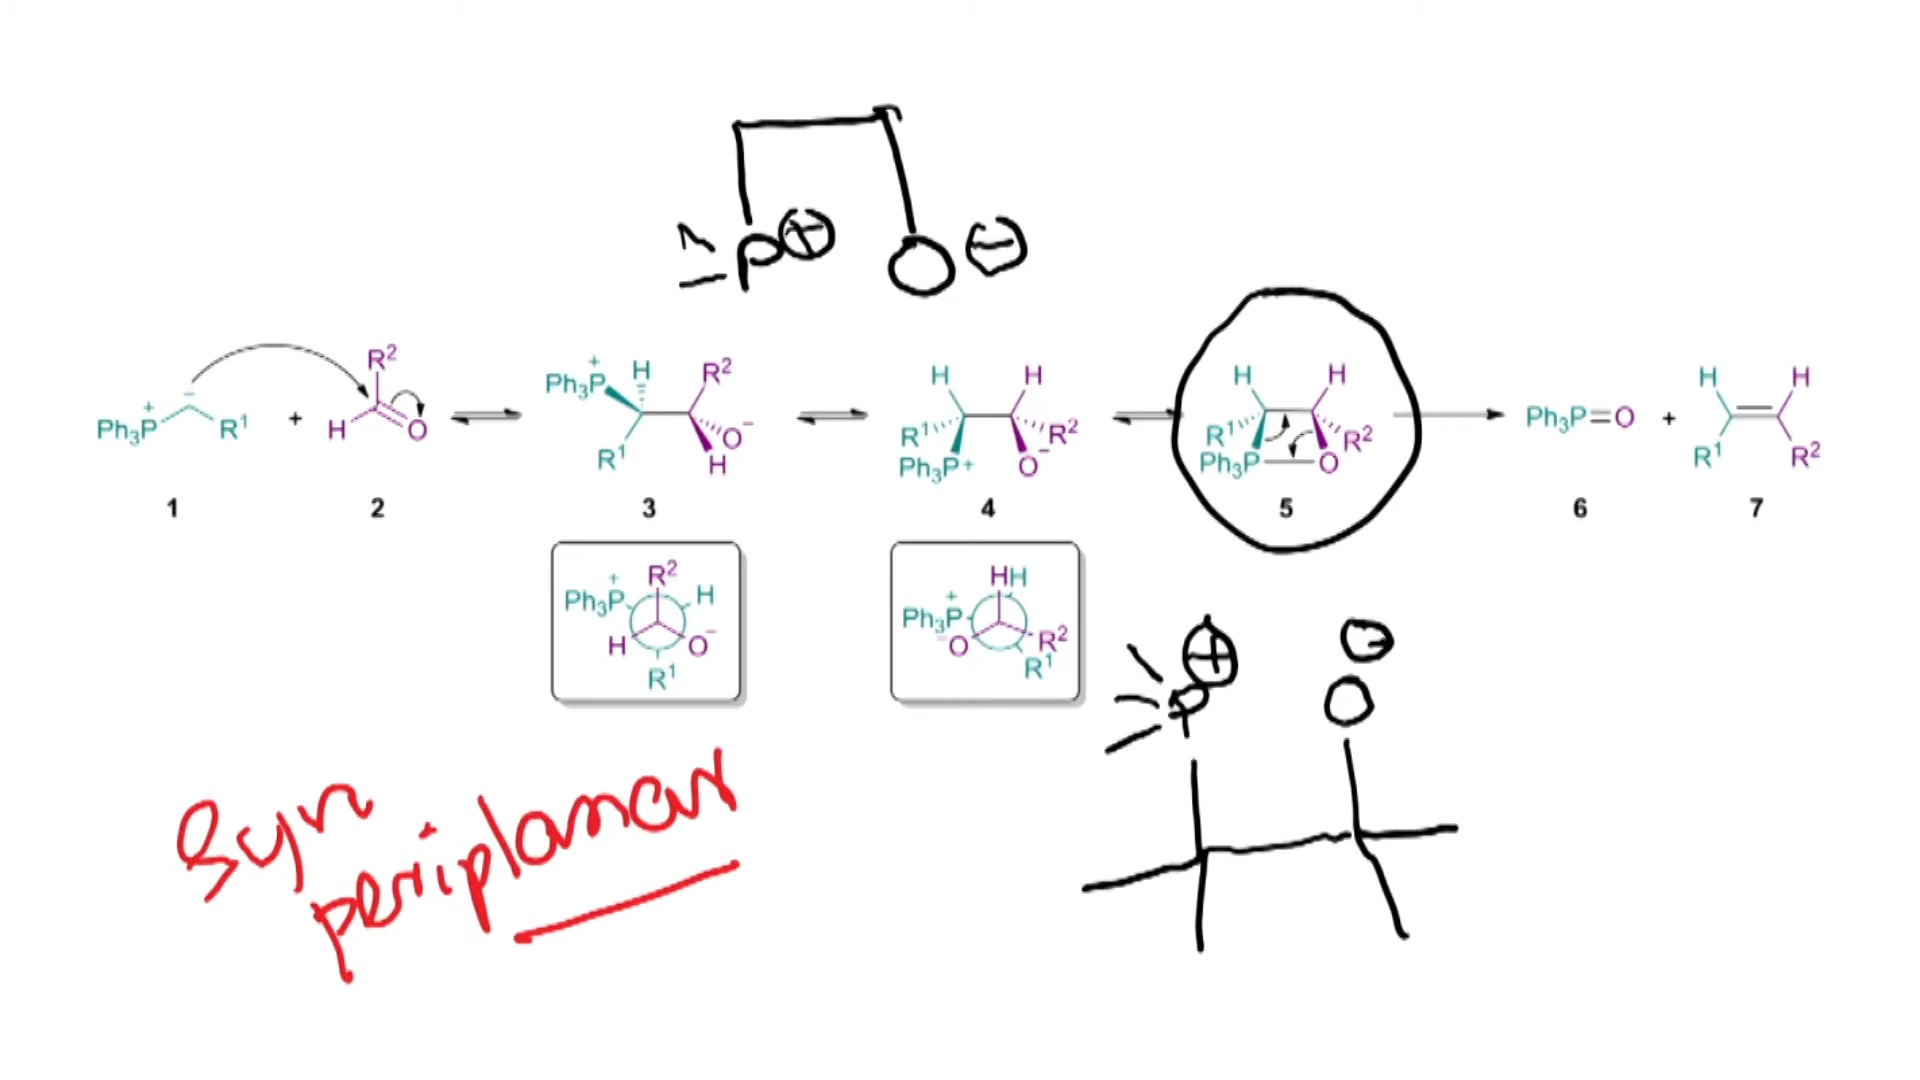 P⊕ O⊖
Ph₃P⁺ ⁻ R¹ + R² H O Ph₃P⁺ H R² R¹ O⁻ H H H R¹ R² Ph₃P⁺ O⁻ H H R¹ R² Ph₃P O Ph₃P=O + H H R¹ R²
1 2 3 4 5 6 7
Ph₃P⁺ R² H H O⁻ R¹
HH Ph₃P⁺ ⁻O R² R¹
P⊕ O⊖
Syn
periplanar